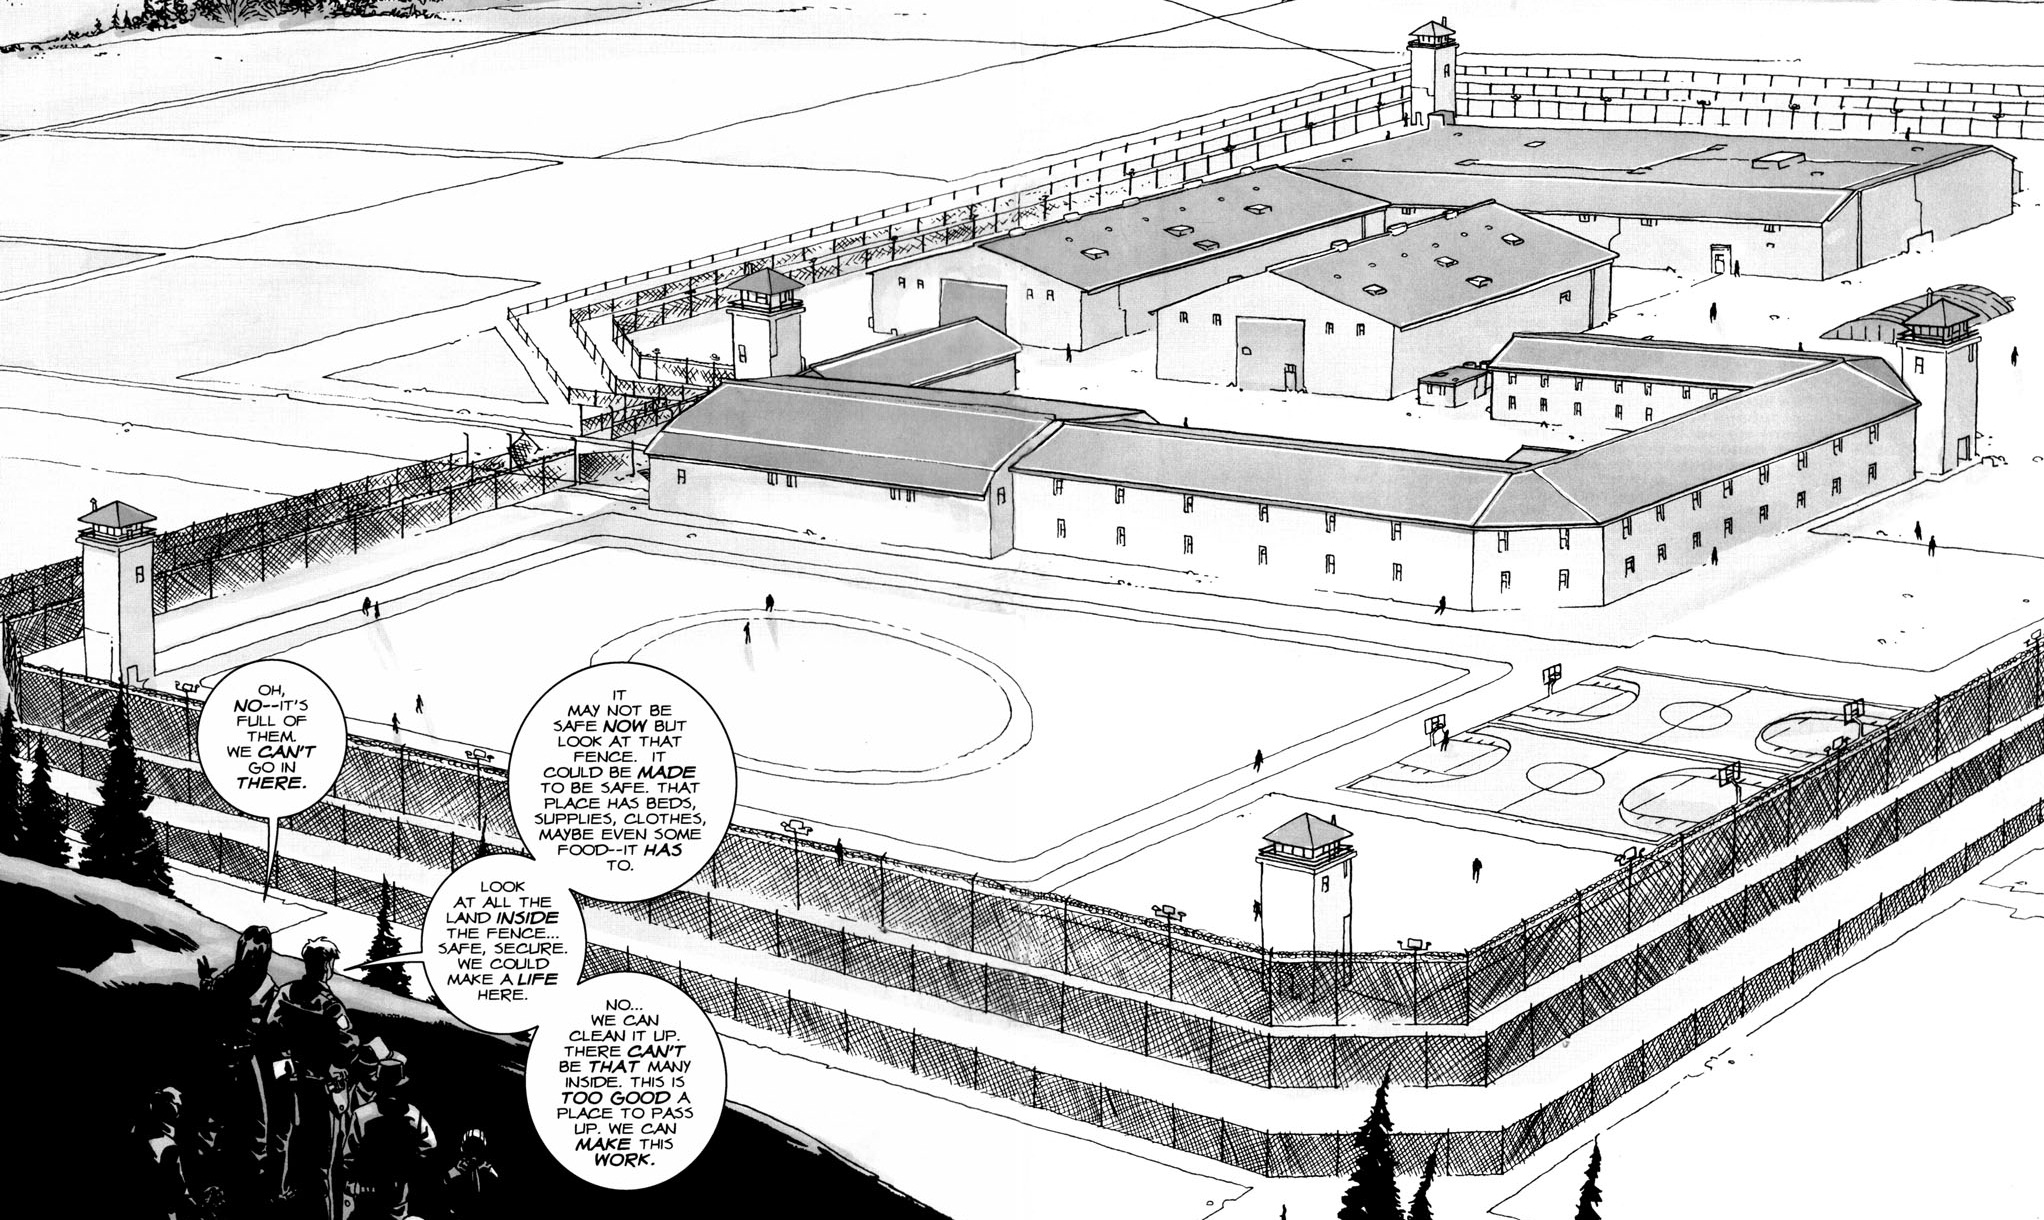 OH,
NO--IT'S
FULL OF
THEM.
WE CAN'T
GO IN
THERE.
IT
MAY NOT BE
SAFE NOW BUT
LOOK AT THAT
FENCE. IT
COULD BE MADE
TO BE SAFE. THAT
PLACE HAS BEDS,
SUPPLIES, CLOTHES,
MAYBE EVEN SOME
FOOD--IT HAS
TO.
LOOK
AT ALL THE
LAND INSIDE
THE FENCE...
SAFE, SECURE.
WE COULD
MAKE A LIFE
HERE.
NO...
WE CAN
CLEAN IT UP.
THERE CAN'T
BE THAT MANY
INSIDE. THIS IS
TOO GOOD A
PLACE TO PASS
UP. WE CAN
MAKE THIS
WORK.